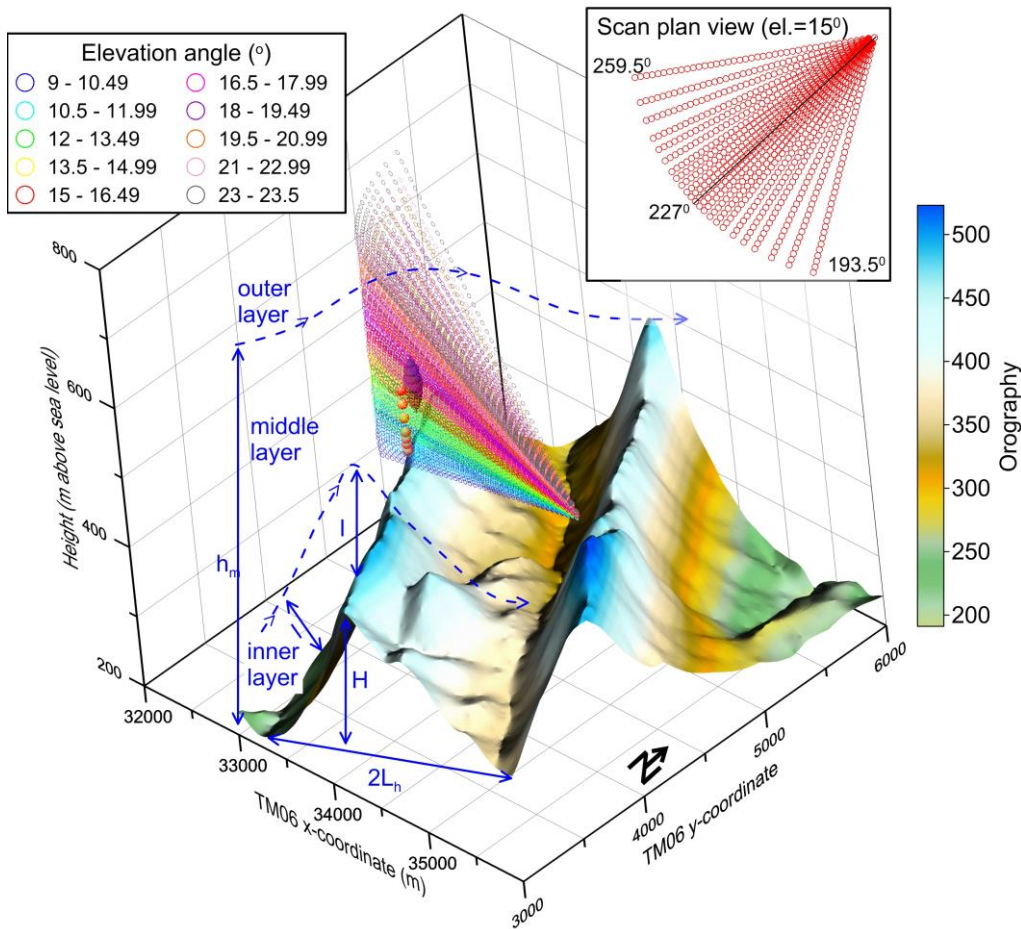 Elevation angle (º)
9 - 10.49
10.5 - 11.99
12 - 13.49
13.5 - 14.99
15 - 16.49
16.5 - 17.99
18 - 19.49
19.5 - 20.99
21 - 22.99
23 - 23.5
Scan plan view (el.=15⁰)
259.5⁰
227⁰
193.5⁰
800
600
400
200
Height (m above sea level)
outer
layer
middle
layer
hₘ
I
inner
layer
H
2Lₕ
32000
33000
34000
35000
TM06 x-coordinate (m)
3000
4000
5000
6000
TM06 y-coordinate
N
500
450
400
350
300
250
200
Orography